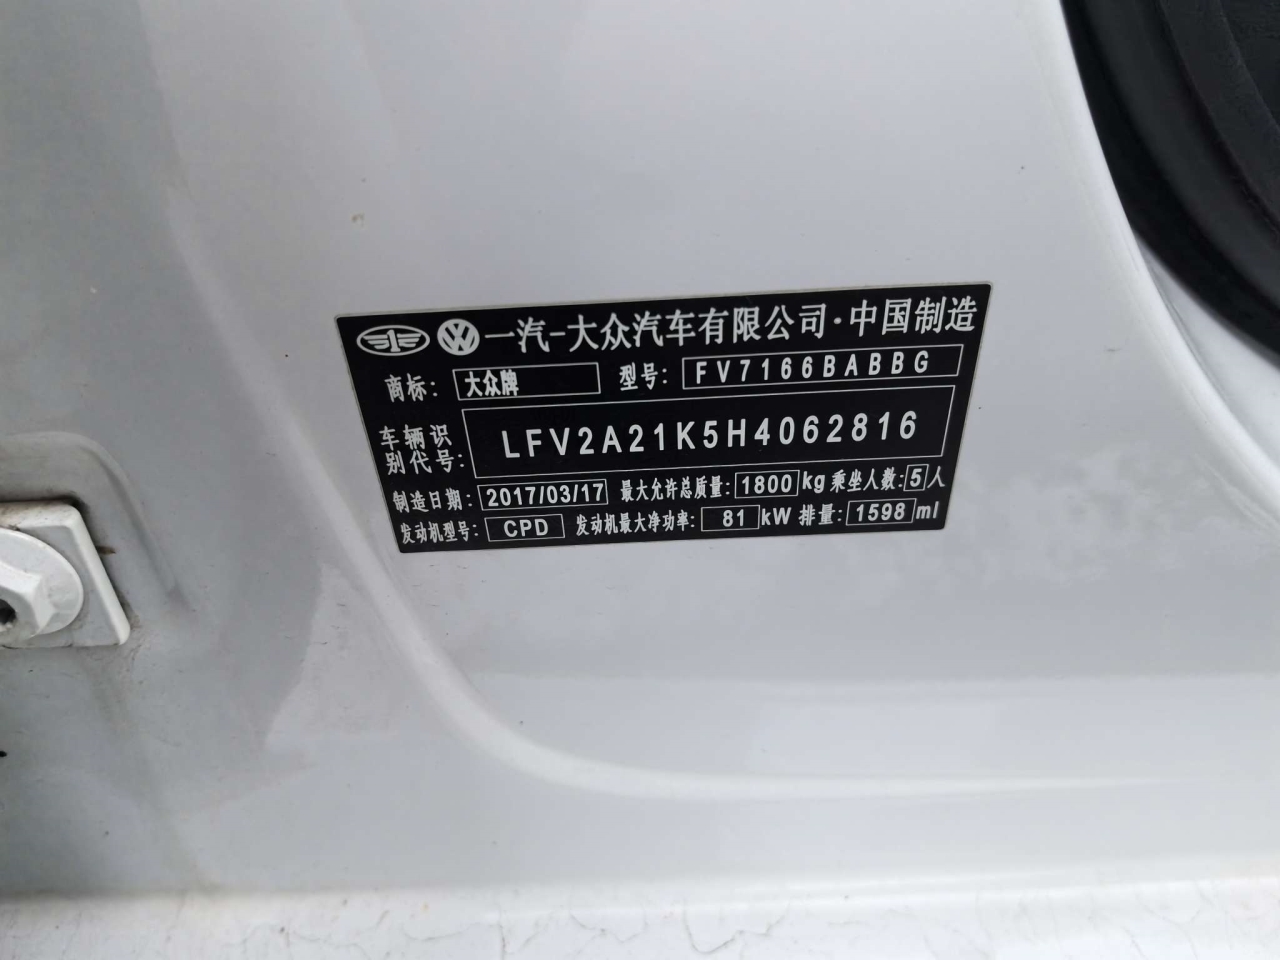 一汽-大众汽车有限公司·中国制造
商标: 大众牌 型号: FV7166BABBG
车辆识别代号: LFV2A21K5H4062816
制造日期: 2017/03/17 最大允许总质量: 1800 kg 乘坐人数: 5 人
发动机型号: CPD 发动机最大净功率: 81 kW 排量: 1598 ml